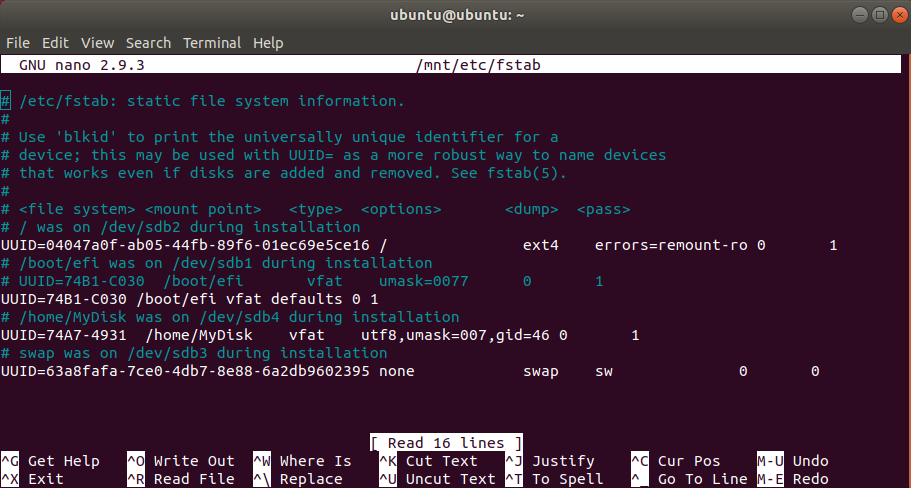 ubuntu@ubuntu: ~
File Edit View Search Terminal Help
GNU nano 2.9.3 /mnt/etc/fstab
# /etc/fstab: static file system information.
#
# Use 'blkid' to print the universally unique identifier for a
# device; this may be used with UUID= as a more robust way to name devices
# that works even if disks are added and removed. See fstab(5).
#
# <file system> <mount point>   <type>  <options>       <dump>  <pass>
# / was on /dev/sdb2 during installation
UUID=04047a0f-ab05-44fb-89f6-01ec69e5ce16 /               ext4    errors=remount-ro 0       1
# /boot/efi was on /dev/sdb1 during installation
# UUID=74B1-C030  /boot/efi       vfat    umask=0077      0       1
UUID=74B1-C030 /boot/efi vfat defaults 0 1
# /home/MyDisk was on /dev/sdb4 during installation
UUID=74A7-4931  /home/MyDisk    vfat    utf8,umask=007,gid=46 0       1
# swap was on /dev/sdb3 during installation
UUID=63a8fafa-7ce0-4db7-8e88-6a2db9602395 none            swap    sw              0       0
[ Read 16 lines ]
^G Get Help ^O Write Out ^W Where Is ^K Cut Text ^J Justify ^C Cur Pos M-U Undo
^X Exit ^R Read File ^\ Replace ^U Uncut Text ^T To Spell ^_ Go To Line M-E Redo